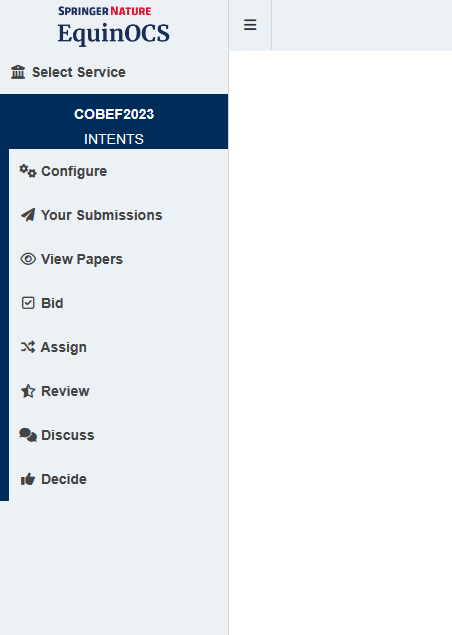 SPRINGER NATURE
EquinOCS
Select Service
COBEF2023
INTENTS
Configure
Your Submissions
View Papers
Bid
Assign
Review
Discuss
Decide